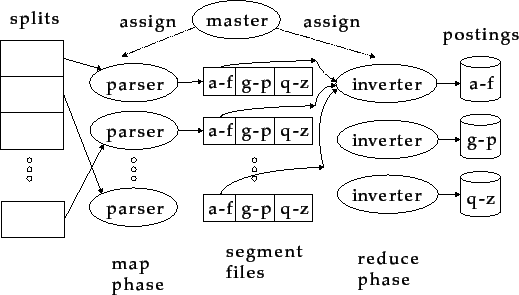 splits
assign
master
assign
postings
parser
a-f g-p q-z
inverter
a-f
parser
a-f g-p q-z
inverter
g-p
parser
a-f g-p q-z
inverter
q-z
map
phase
segment
files
reduce
phase